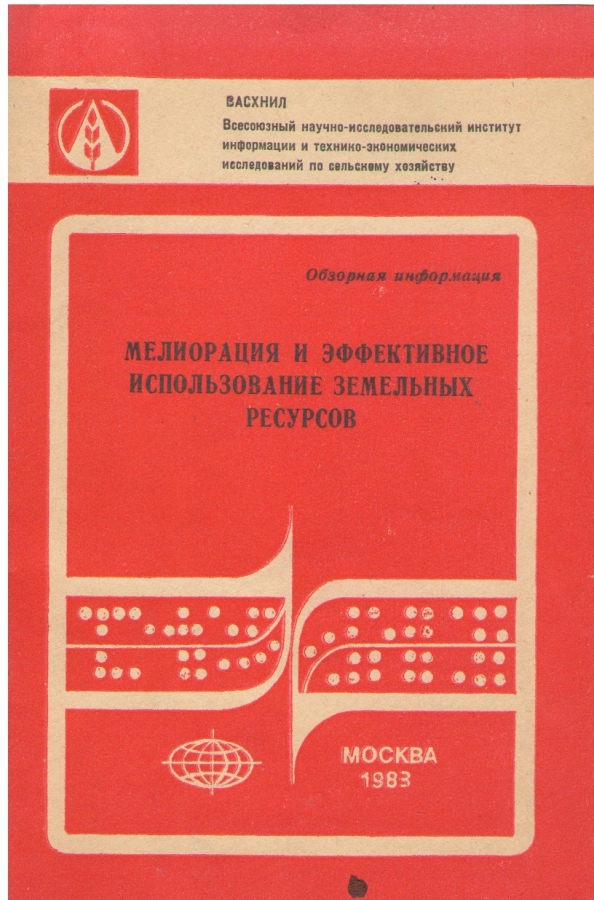 ВАСХНИЛ
Всесоюзный научно-исследовательский институт
информации и технико-экономических
исследований по сельскому хозяйству
Обзорная информация
МЕЛИОРАЦИЯ И ЭФФЕКТИВНОЕ
ИСПОЛЬЗОВАНИЕ ЗЕМЕЛЬНЫХ
РЕСУРСОВ
МОСКВА
1983